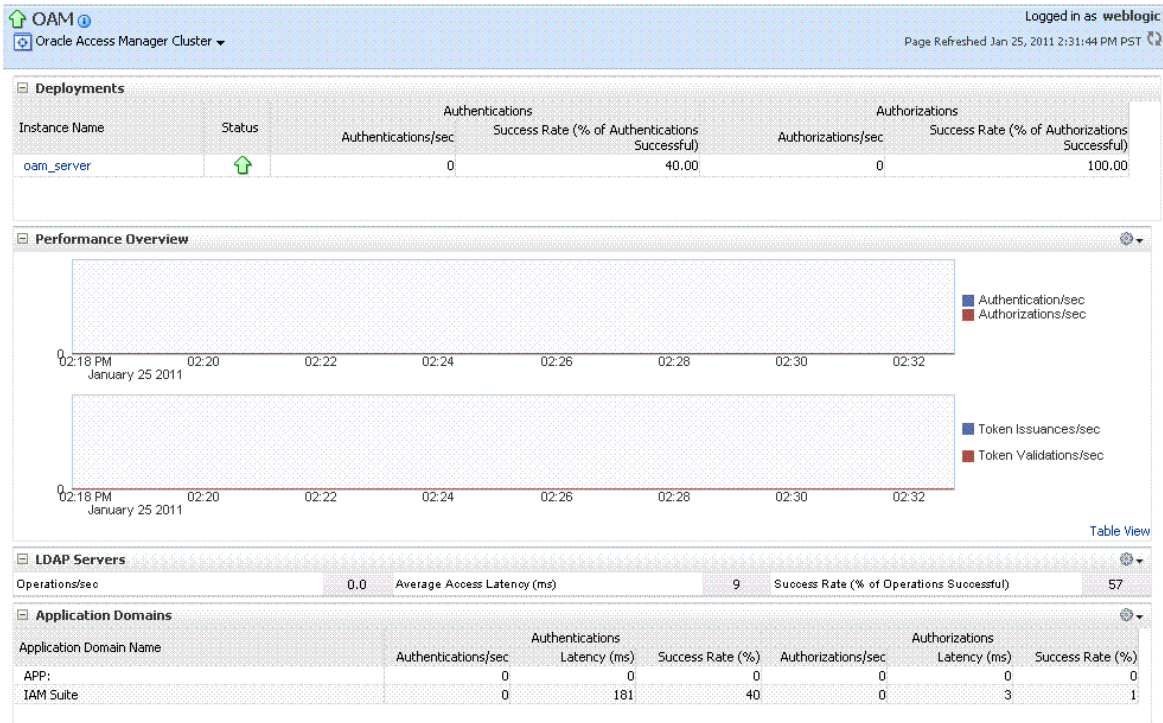 OAM
Logged in as weblogic
Oracle Access Manager Cluster
Page Refreshed Jan 25, 2011 2:31:44 PM PST
Deployments
Instance Name Status Authentications Authorizations
Authentications/sec Success Rate (% of Authentications Successful) Authorizations/sec Success Rate (% of Authorizations Successful)
oam_server 0 40.00 0 100.00
Performance Overview
Authentication/sec
Authorizations/sec
0
02:18 PM 02:20 02:22 02:24 02:26 02:28 02:30 02:32
January 25 2011
Token Issuances/sec
Token Validations/sec
0
02:18 PM 02:20 02:22 02:24 02:26 02:28 02:30 02:32
January 25 2011
Table View
LDAP Servers
Operations/sec 0.0 Average Access Latency (ms) 9 Success Rate (% of Operations Successful) 57
Application Domains
Application Domain Name Authentications Authorizations
Authentications/sec Latency (ms) Success Rate (%) Authorizations/sec Latency (ms) Success Rate (%)
APP: 0 0 0 0 0 0
IAM Suite 0 181 40 0 3 1